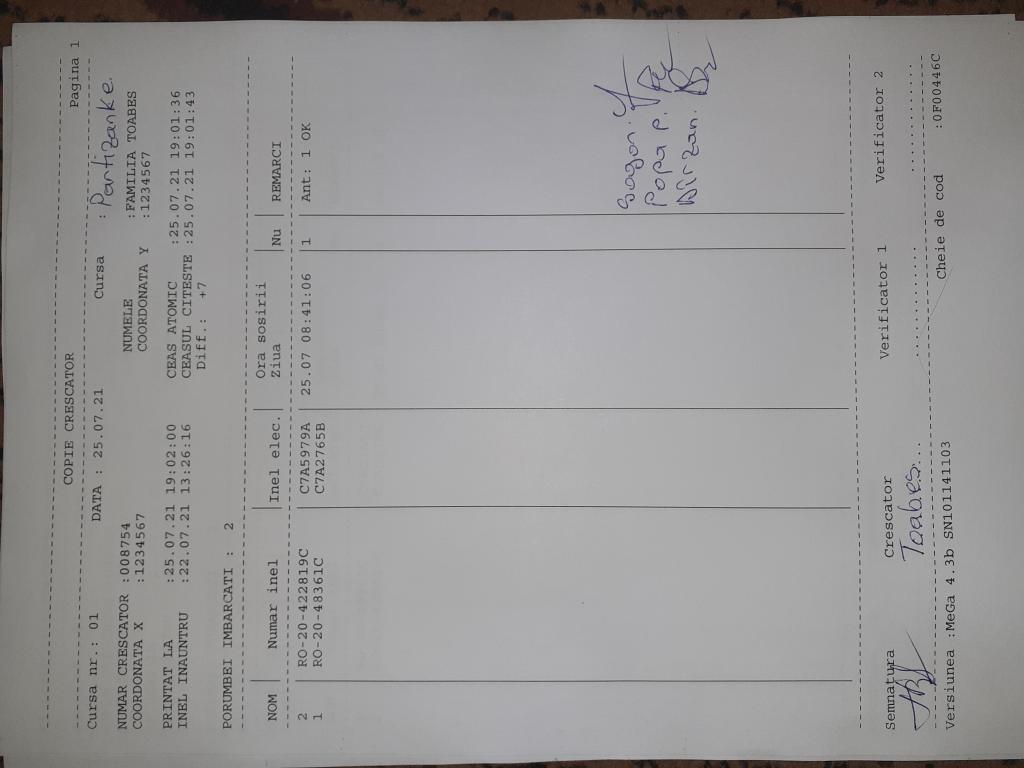 Pagina 1
COPIE CRESCATOR
Cursa nr.: 01 DATA : 25.07.21 Cursa : Partizanke.
NUMAR CRESCATOR :008754 NUMELE :FAMILIA TOABES
COORDONATA X :1234567 COORDONATA Y :1234567
PRINTAT LA :25.07.21 19:02:00 CEAS ATOMIC :25.07.21 19:01:36
INEL INAUNTRU :22.07.21 13:26:16 CEASUL CITESTE :25.07.21 19:01:43
Diff.: +7
PORUMBEI IMBARCATI : 2
Ora sosirii
NOM Numar inel Inel elec. Ziua Nu REMARCI
2 RO-20-422819C C7A5979A 25.07 08:41:06 1 Ant: 1 OK
1 RO-20-48361C C7A2765B
Popa P.
Semnatura Crescator Verificator 1 Verificator 2
Toabes..... ............. .............
Versiunea :MeGa 4.3b SN101141103 Cheie de cod :0F00446C